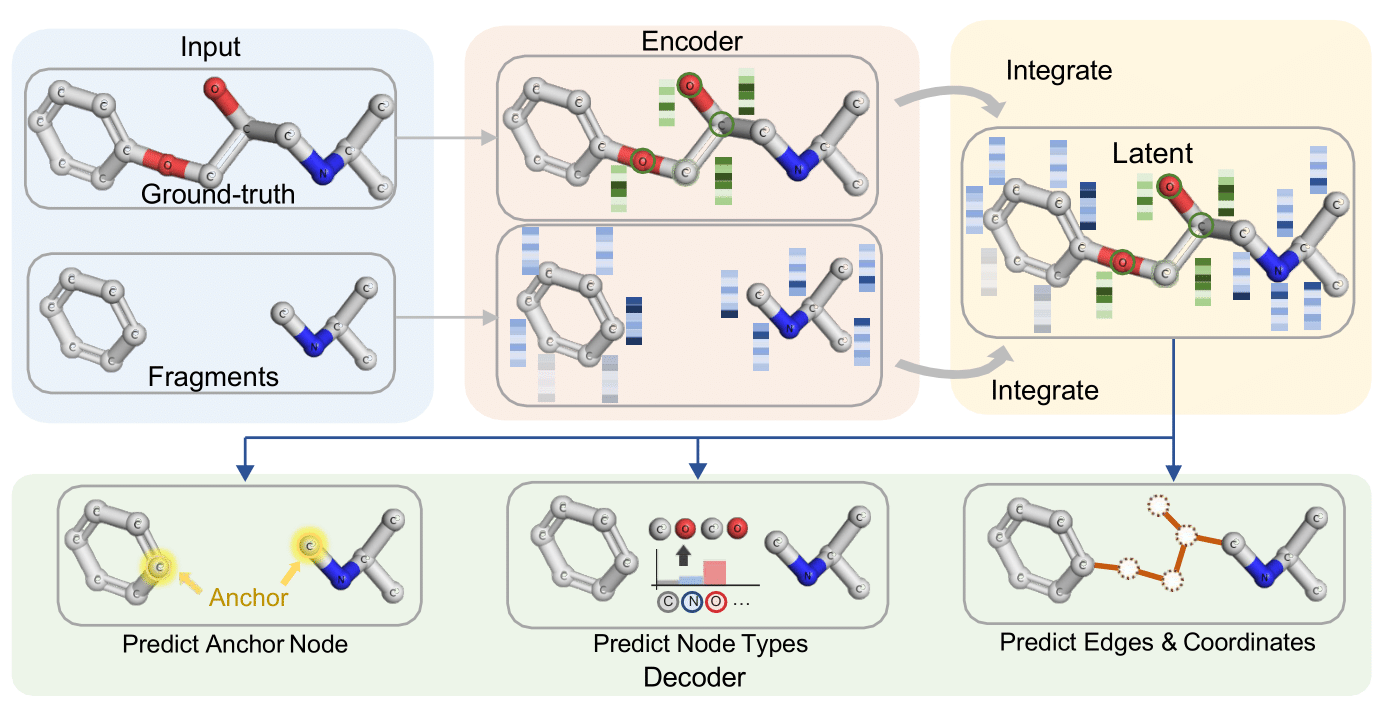 Input
Encoder
Integrate
Ground-truth
Latent
Fragments
Integrate
Anchor
C N O ...
Predict Anchor Node
Predict Node Types
Predict Edges & Coordinates
Decoder